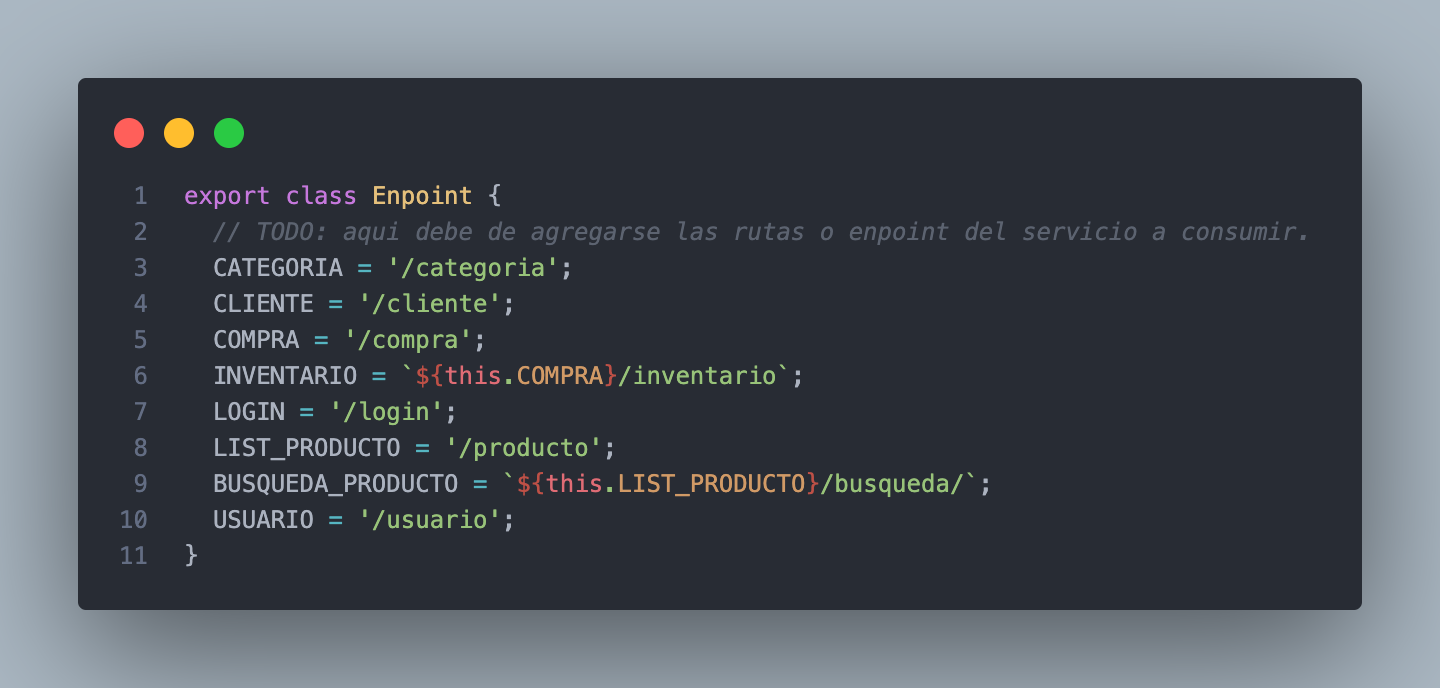 1 export class Enpoint {
2 // TODO: aqui debe de agregarse las rutas o enpoint del servicio a consumir.
3 CATEGORIA = '/categoria';
4 CLIENTE = '/cliente';
5 COMPRA = '/compra';
6 INVENTARIO = `${this.COMPRA}/inventario`;
7 LOGIN = '/login';
8 LIST_PRODUCTO = '/producto';
9 BUSQUEDA_PRODUCTO = `${this.LIST_PRODUCTO}/busqueda/`;
10 USUARIO = '/usuario';
11 }